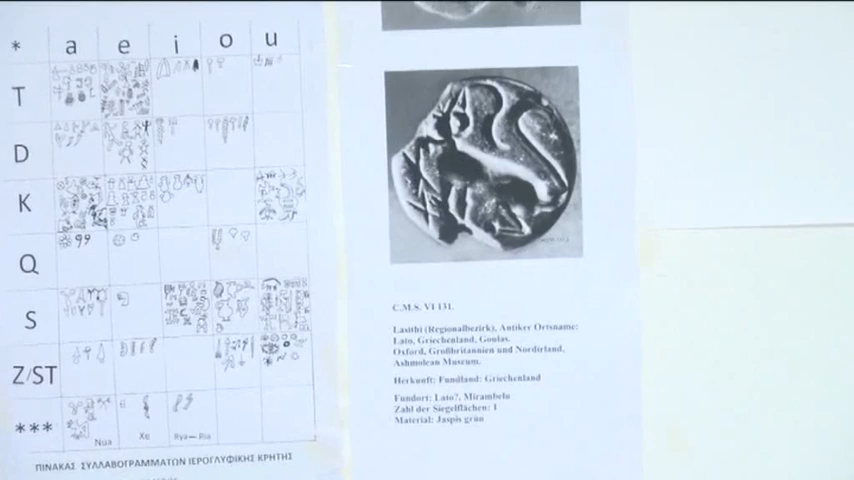 * a e i o u
T
D
K
Q
S
Z/ST
***
Nua Xe Rya— Ria
ΠΙΝΑΚΑΣ ΣΥΛΛΑΒΟΓΡΑΜΜΑΤΩΝ ΙΕΡΟΓΛΥΦΙΚΗΣ ΚΡΗΤΗΣ
C.M.S. VI 131.
Lasithi (Regionalbezirk), Antiker Ortsname:
Lato, Griechenland, Goulas.
Oxford, Großbritannien und Nordirland,
Ashmolean Museum.
Herkunft: Fundland: Griechenland
Fundort: Lato?, Mirambelu
Zahl der Siegelflächen: 1
Material: Jaspis grün